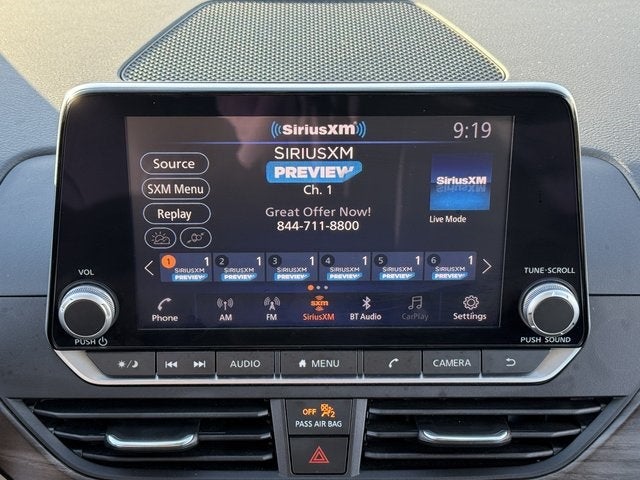 ((SiriusXM))
9:19
SIRIUSXM
PREVIEW
Ch. 1
Great Offer Now!
844-711-8800
Source
SXM Menu
Replay
SiriusXM
Live Mode
1 1 2 1 3 1 4 1 5 1 6 1
SIRIUSXM SIRIUSXM SIRIUSXM SIRIUSXM SIRIUSXM SIRIUSXM
PREVIEW PREVIEW PREVIEW PREVIEW PREVIEW PREVIEW
sxm
Phone AM FM SiriusXM BT Audio CarPlay Settings
VOL
PUSH
TUNE·SCROLL
PUSH SOUND
AUDIO MENU CAMERA
OFF 2
PASS AIR BAG